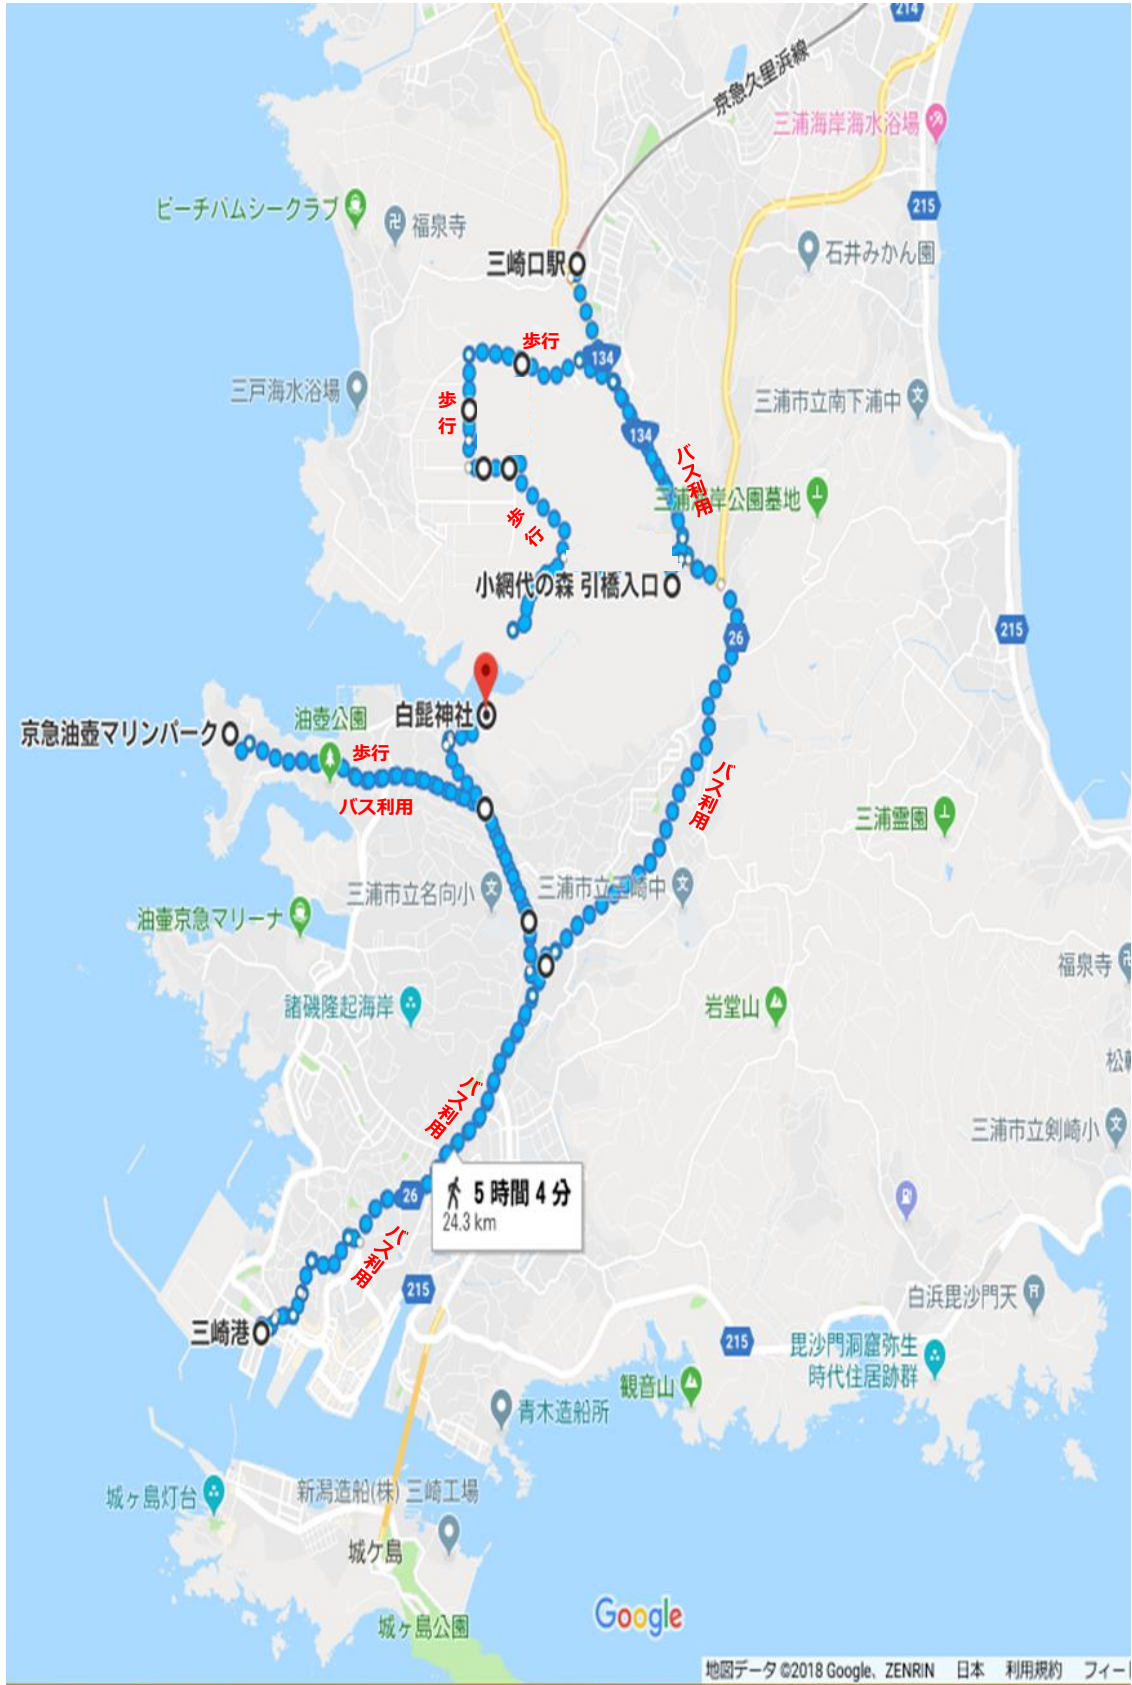 214
京急久里浜線
三浦海岸海水浴場
215
ビーチバムシークラブ
福泉寺
石井みかん園
三崎口駅
歩行
134
三戸海水浴場
歩
行
三浦市立南下浦中
134
バス利用
三浦海岸公園墓地
歩行
小網代の森 引橋入口
26
215
白髭神社
油壺公園
京急油壺マリンパーク
歩行
バス利用
バス利用
三浦霊園
三浦市立名向小
三浦市立三崎中
油壷京急マリーナ
福泉寺
諸磯隆起海岸
岩堂山
松輪
バス利用
三浦市立剣崎小
5 時間 4 分
24.3 km
26
バス利用
215
白浜毘沙門天
三崎港
215
毘沙門洞窟弥生
時代住居跡群
観音山
青木造船所
城ヶ島灯台
新潟造船(株) 三崎工場
城ケ島
城ヶ島公園
Google
地図データ ©2018 Google、ZENRIN 日本 利用規約 フィー